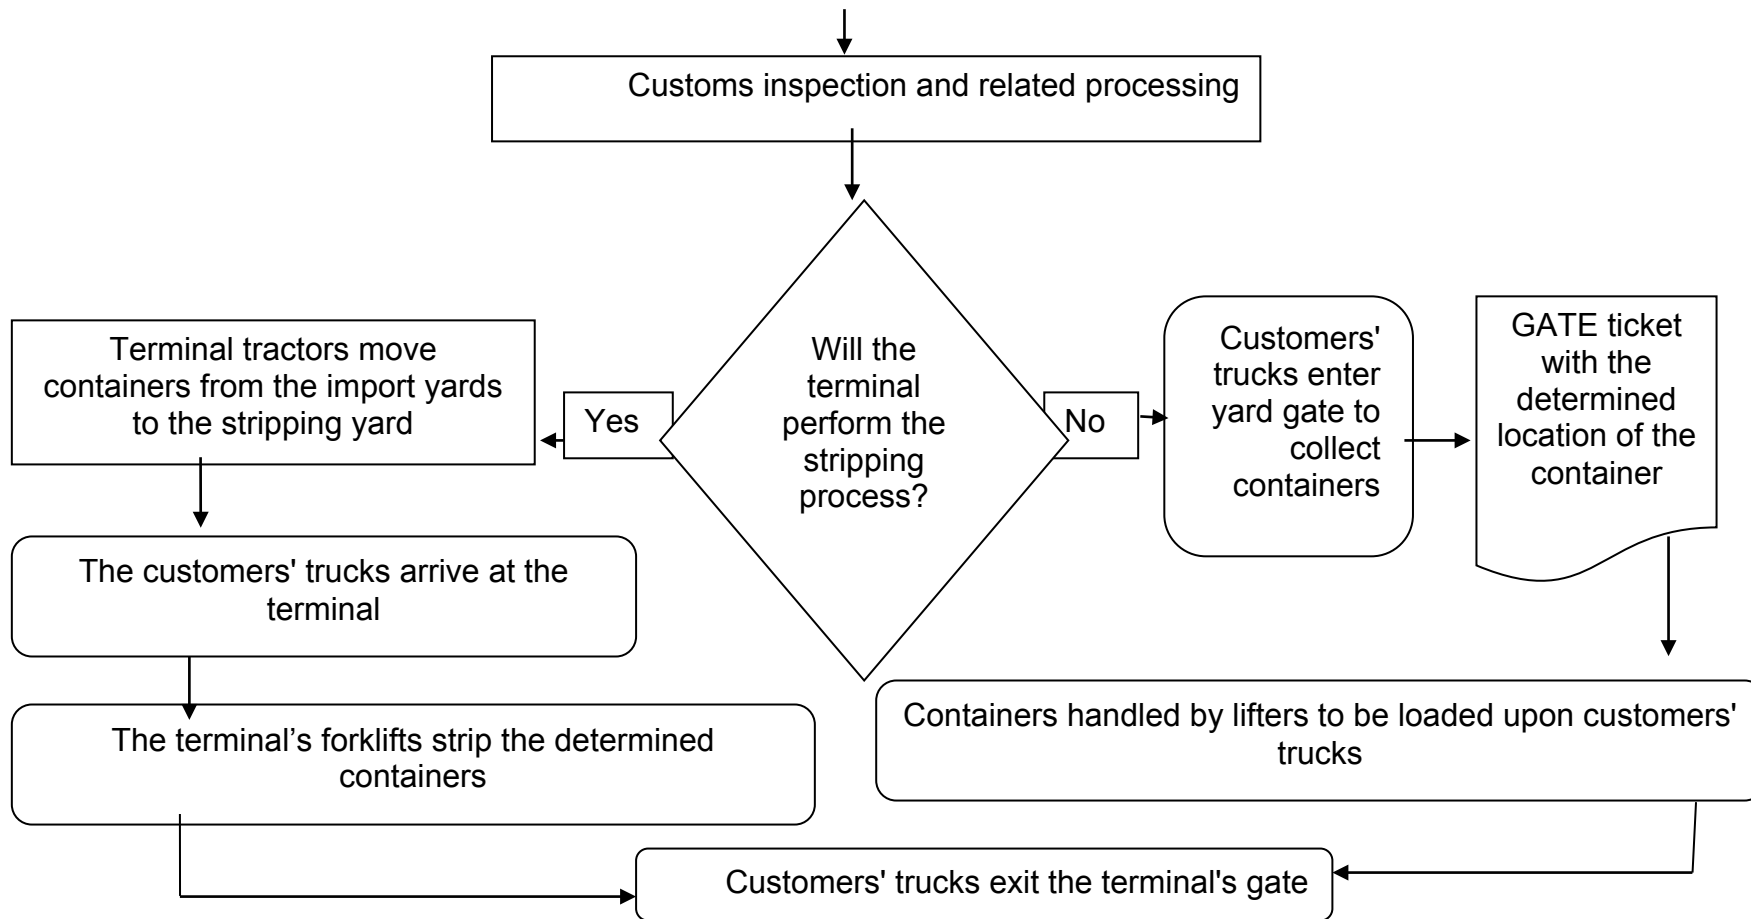 Customs inspection and related processing
Terminal tractors move
containers from the import yards
to the stripping yard
Yes
Will the
terminal
perform the
stripping
process?
No
Customers'
trucks enter
yard gate to
collect
containers
GATE ticket
with the
determined
location of the
container
The customers' trucks arrive at the
terminal
The terminal’s forklifts strip the determined
containers
Containers handled by lifters to be loaded upon customers'
trucks
Customers' trucks exit the terminal's gate